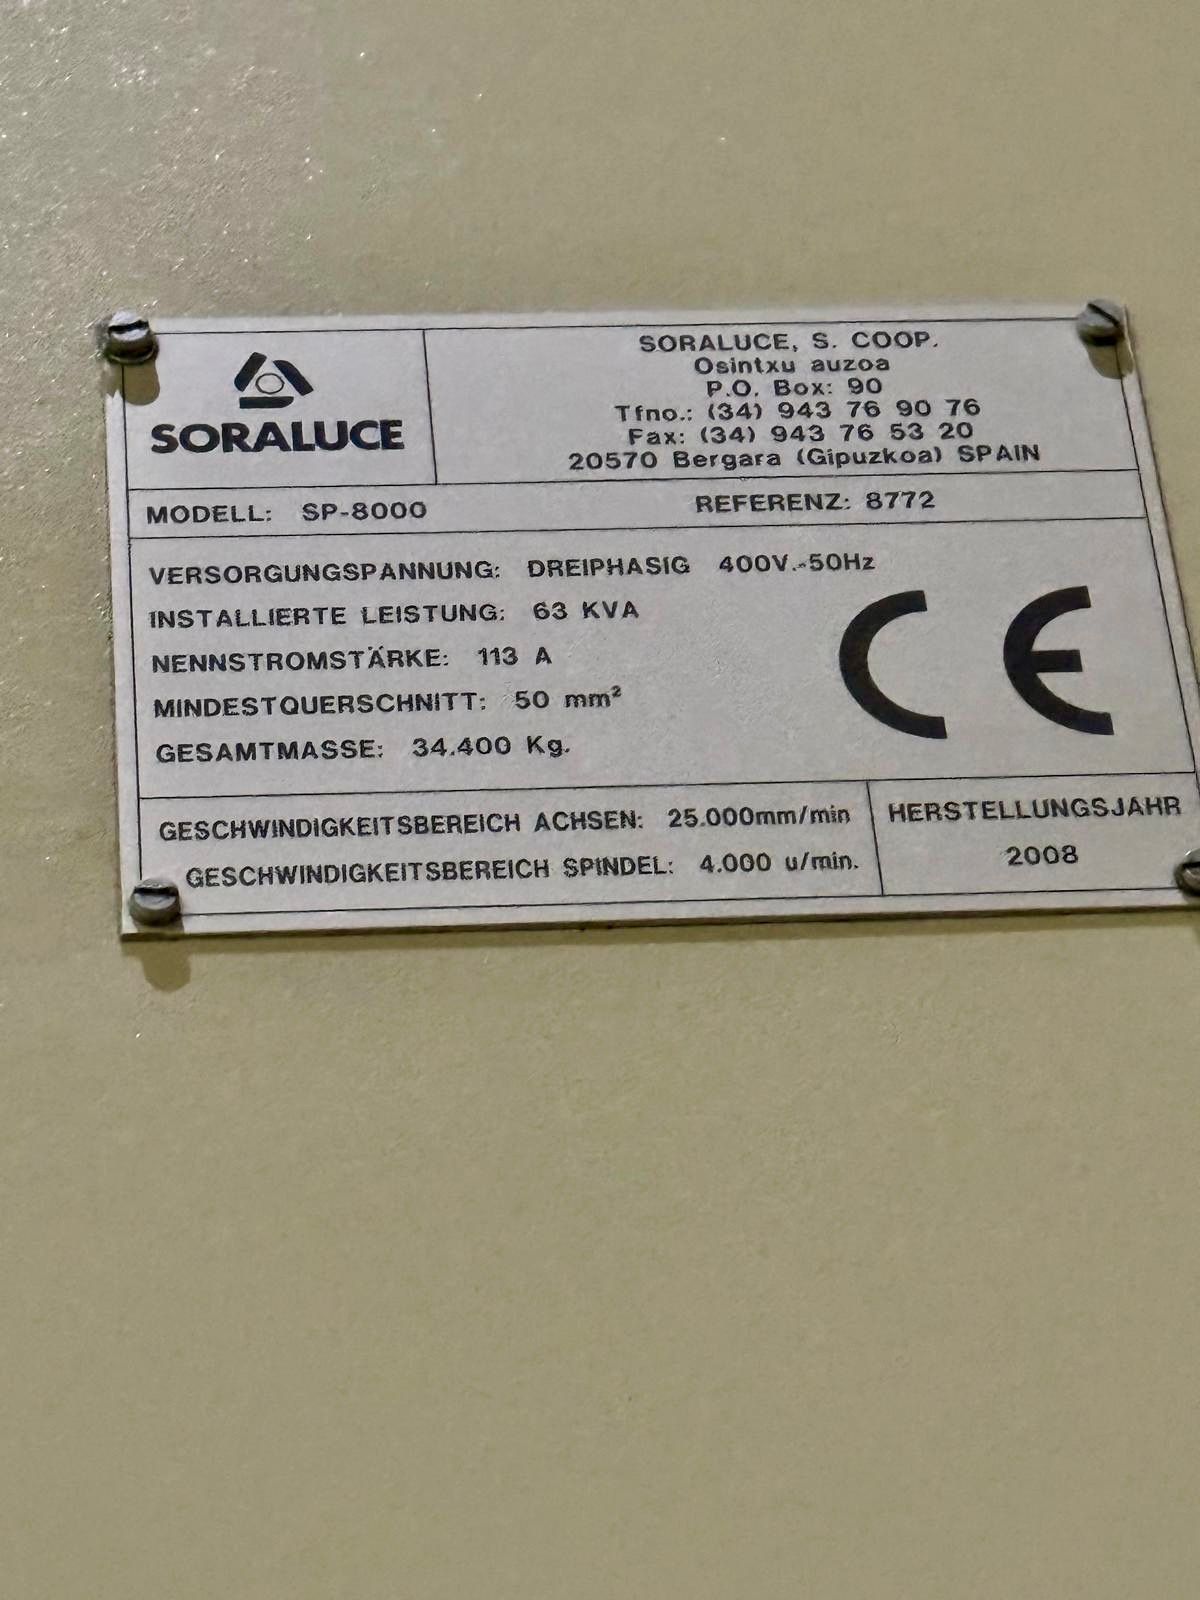 SORALUCE
SORALUCE, S. COOP.
Osintxu auzoa
P.O. Box: 90
Tfno.: (34) 943 76 90 76
Fax: (34) 943 76 53 20
20570 Bergara (Gipuzkoa) SPAIN
MODELL: SP-8000 REFERENZ: 8772
VERSORGUNGSPANNUNG: DREIPHASIG 400V.-50Hz
INSTALLIERTE LEISTUNG: 63 KVA
NENNSTROMSTÄRKE: 113 A
MINDESTQUERSCHNITT: 50 mm²
GESAMTMASSE: 34.400 Kg.
CE
GESCHWINDIGKEITSBEREICH ACHSEN: 25.000mm/min
GESCHWINDIGKEITSBEREICH SPINDEL: 4.000 u/min.
HERSTELLUNGSJAHR
2008